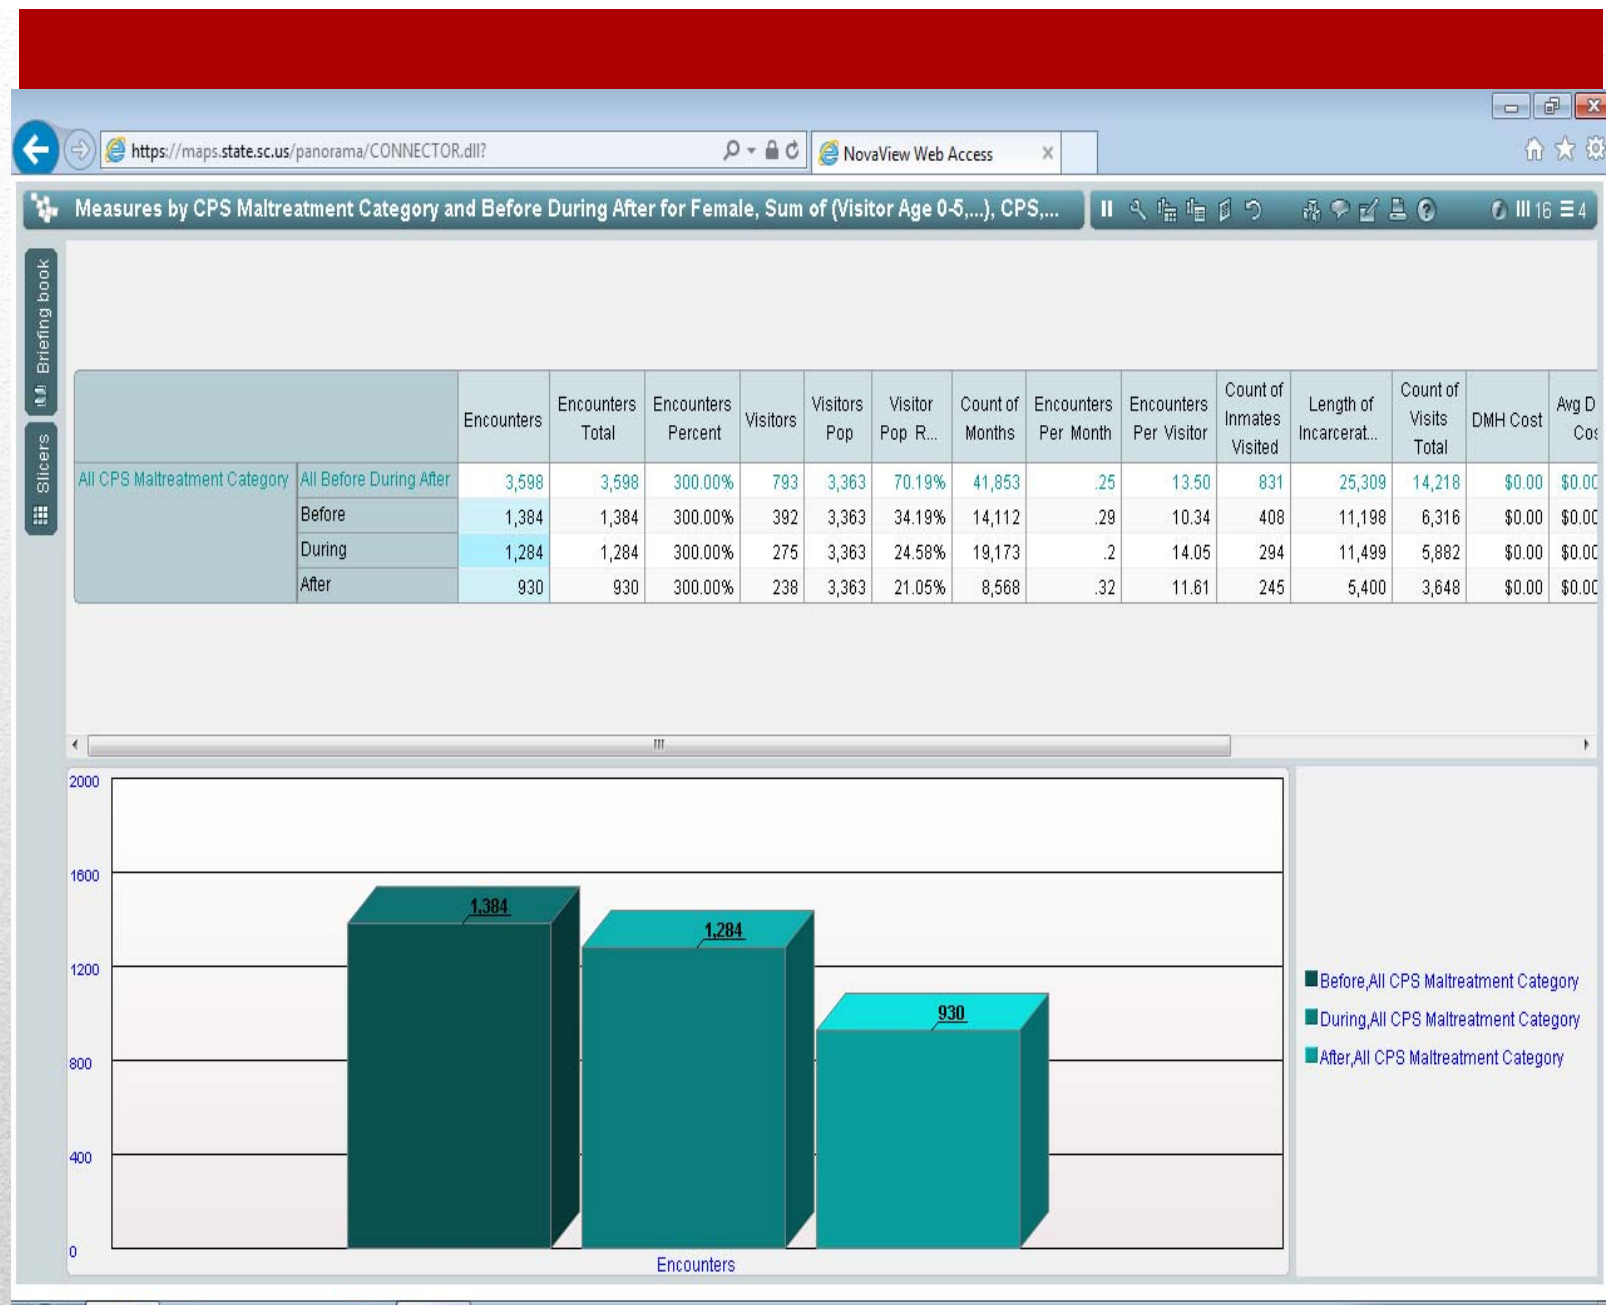 https://maps.state.sc.us/panorama/CONNECTOR.dll?
NovaView Web Access
Measures by CPS Maltreatment Category and Before During After for Female, Sum of (Visitor Age 0-5,...), CPS,...
16 4
Briefing book
Slicers
Encounters Encounters Total Encounters Percent Visitors Visitors Pop Visitor Pop R... Count of Months Encounters Per Month Encounters Per Visitor Count of Inmates Visited Length of Incarcerat... Count of Visits Total DMH Cost Avg D Cos
All CPS Maltreatment Category All Before During After 3,598 3,598 300.00% 793 3,363 70.19% 41,853 .25 13.50 831 25,309 14,218 $0.00 $0.00
Before 1,384 1,384 300.00% 392 3,363 34.19% 14,112 .29 10.34 408 11,198 6,316 $0.00 $0.00
During 1,284 1,284 300.00% 275 3,363 24.58% 19,173 .2 14.05 294 11,499 5,882 $0.00 $0.00
After 930 930 300.00% 238 3,363 21.05% 8,568 .32 11.61 245 5,400 3,648 $0.00 $0.00
2000
1600
1200
800
400
0
1,384
1,284
930
Encounters
Before,All CPS Maltreatment Category
During,All CPS Maltreatment Category
After,All CPS Maltreatment Category